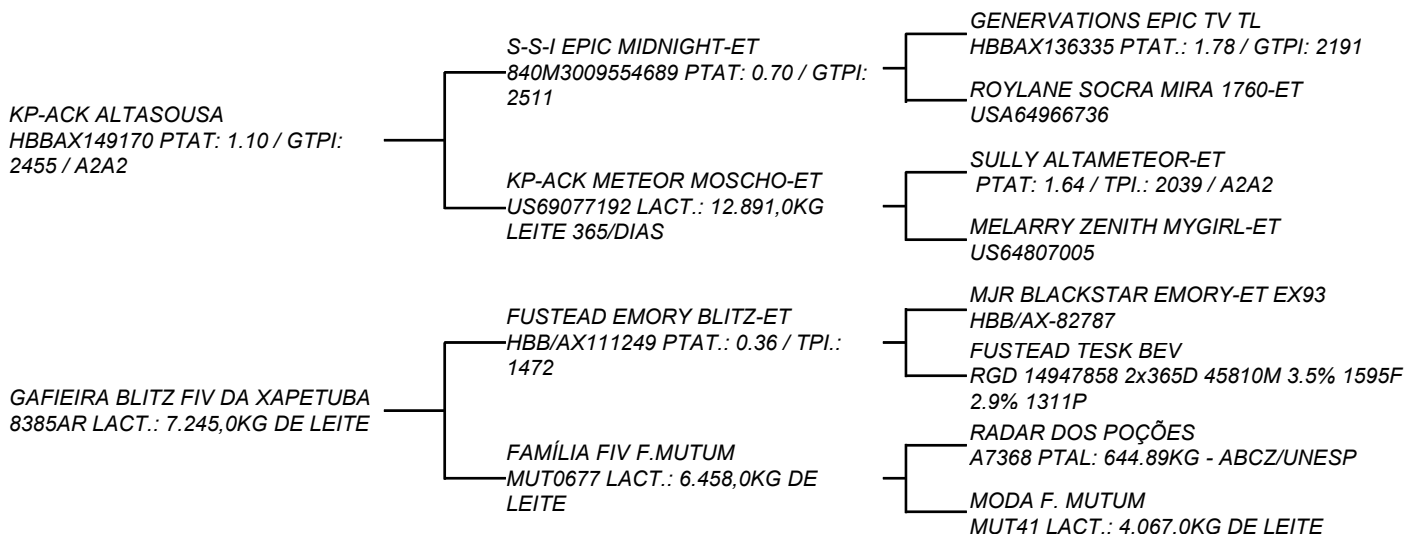 KP-ACK ALTASOUSA
HBBAX149170 PTAT: 1.10 / GTPI:
2455 / A2A2
GAFIEIRA BLITZ FIV DA XAPETUBA
8385AR LACT.: 7.245,0KG DE LEITE
S-S-I EPIC MIDNIGHT-ET
840M3009554689 PTAT: 0.70 / GTPI:
2511
KP-ACK METEOR MOSCHO-ET
US69077192 LACT.: 12.891,0KG
LEITE 365/DIAS
FUSTEAD EMORY BLITZ-ET
HBB/AX111249 PTAT.: 0.36 / TPI.:
1472
FAMÍLIA FIV F.MUTUM
MUT0677 LACT.: 6.458,0KG DE
LEITE
GENERVATIONS EPIC TV TL
HBBAX136335 PTAT.: 1.78 / GTPI: 2191
ROYLANE SOCRA MIRA 1760-ET
USA64966736
SULLY ALTAMETEOR-ET
PTAT: 1.64 / TPI.: 2039 / A2A2
MELARRY ZENITH MYGIRL-ET
US64807005
MJR BLACKSTAR EMORY-ET EX93
HBB/AX-82787
FUSTEAD TESK BEV
RGD 14947858 2x365D 45810M 3.5% 1595F
2.9% 1311P
RADAR DOS POÇÕES
A7368 PTAL: 644.89KG - ABCZ/UNESP
MODA F. MUTUM
MUT41 LACT.: 4.067,0KG DE LEITE